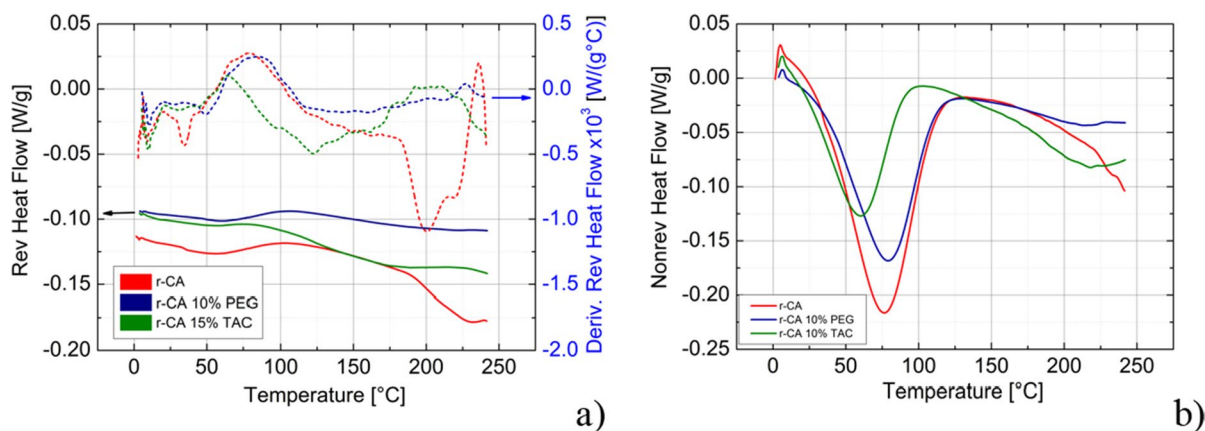 0.05
0.00
-0.05
-0.10
-0.15
-0.20
Rev Heat Flow [W/g]
0.5
0.0
-0.5
-1.0
-1.5
-2.0
Deriv. Rev Heat Flow x10³ [W/(g°C)]
r-CA
r-CA 10% PEG
r-CA 15% TAC
0 50 100 150 200 250
Temperature [°C]
a)
0.05
0.00
-0.05
-0.10
-0.15
-0.20
-0.25
Nonrev Heat Flow [W/g]
r-CA
r-CA 10% PEG
r-CA 10% TAC
0 50 100 150 200 250
Temperature [°C]
b)